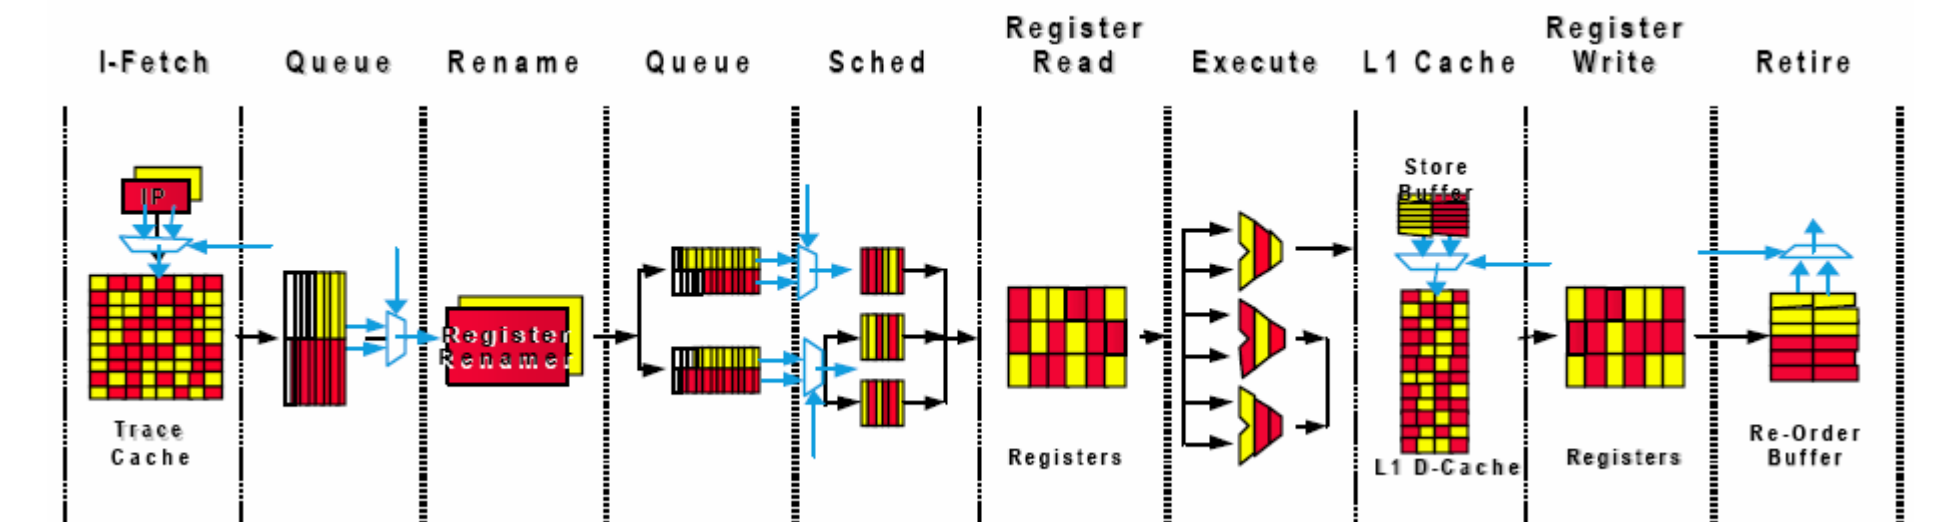 I-Fetch
Queue
Rename
Queue
Sched
Register
Read
Execute
L1 Cache
Register
Write
Retire
IP
Trace
Cache
Register
Renamer
Registers
Store
Buffer
L1 D-Cache
Registers
Re-Order
Buffer